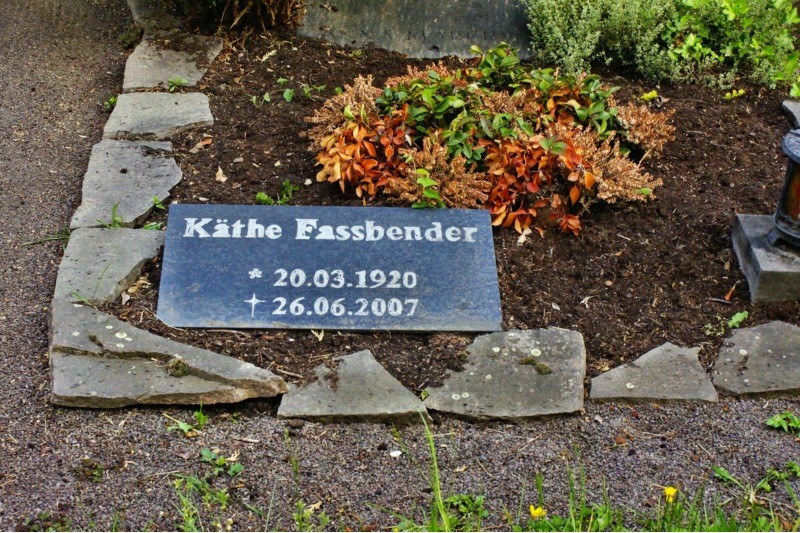 Käthe Fassbender
* 20.03.1920
† 26.06.2007